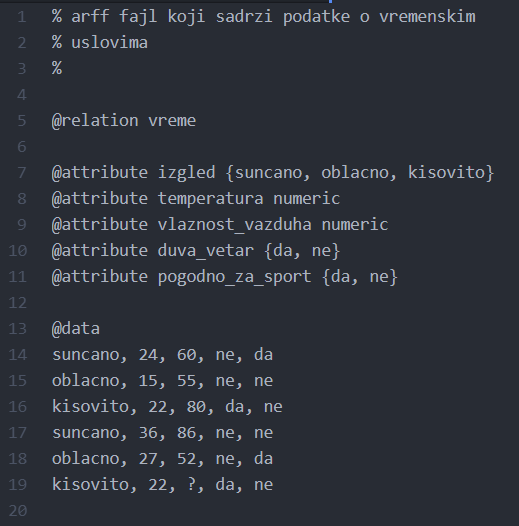 1 % arff fajl koji sadrzi podatke o vremenskim
2 % uslovima
3 %
4
5 @relation vreme
6
7 @attribute izgled {suncano, oblacno, kisovito}
8 @attribute temperatura numeric
9 @attribute vlaznost_vazduha numeric
10 @attribute duva_vetar {da, ne}
11 @attribute pogodno_za_sport {da, ne}
12
13 @data
14 suncano, 24, 60, ne, da
15 oblacno, 15, 55, ne, ne
16 kisovito, 22, 80, da, ne
17 suncano, 36, 86, ne, ne
18 oblacno, 27, 52, ne, da
19 kisovito, 22, ?, da, ne
20